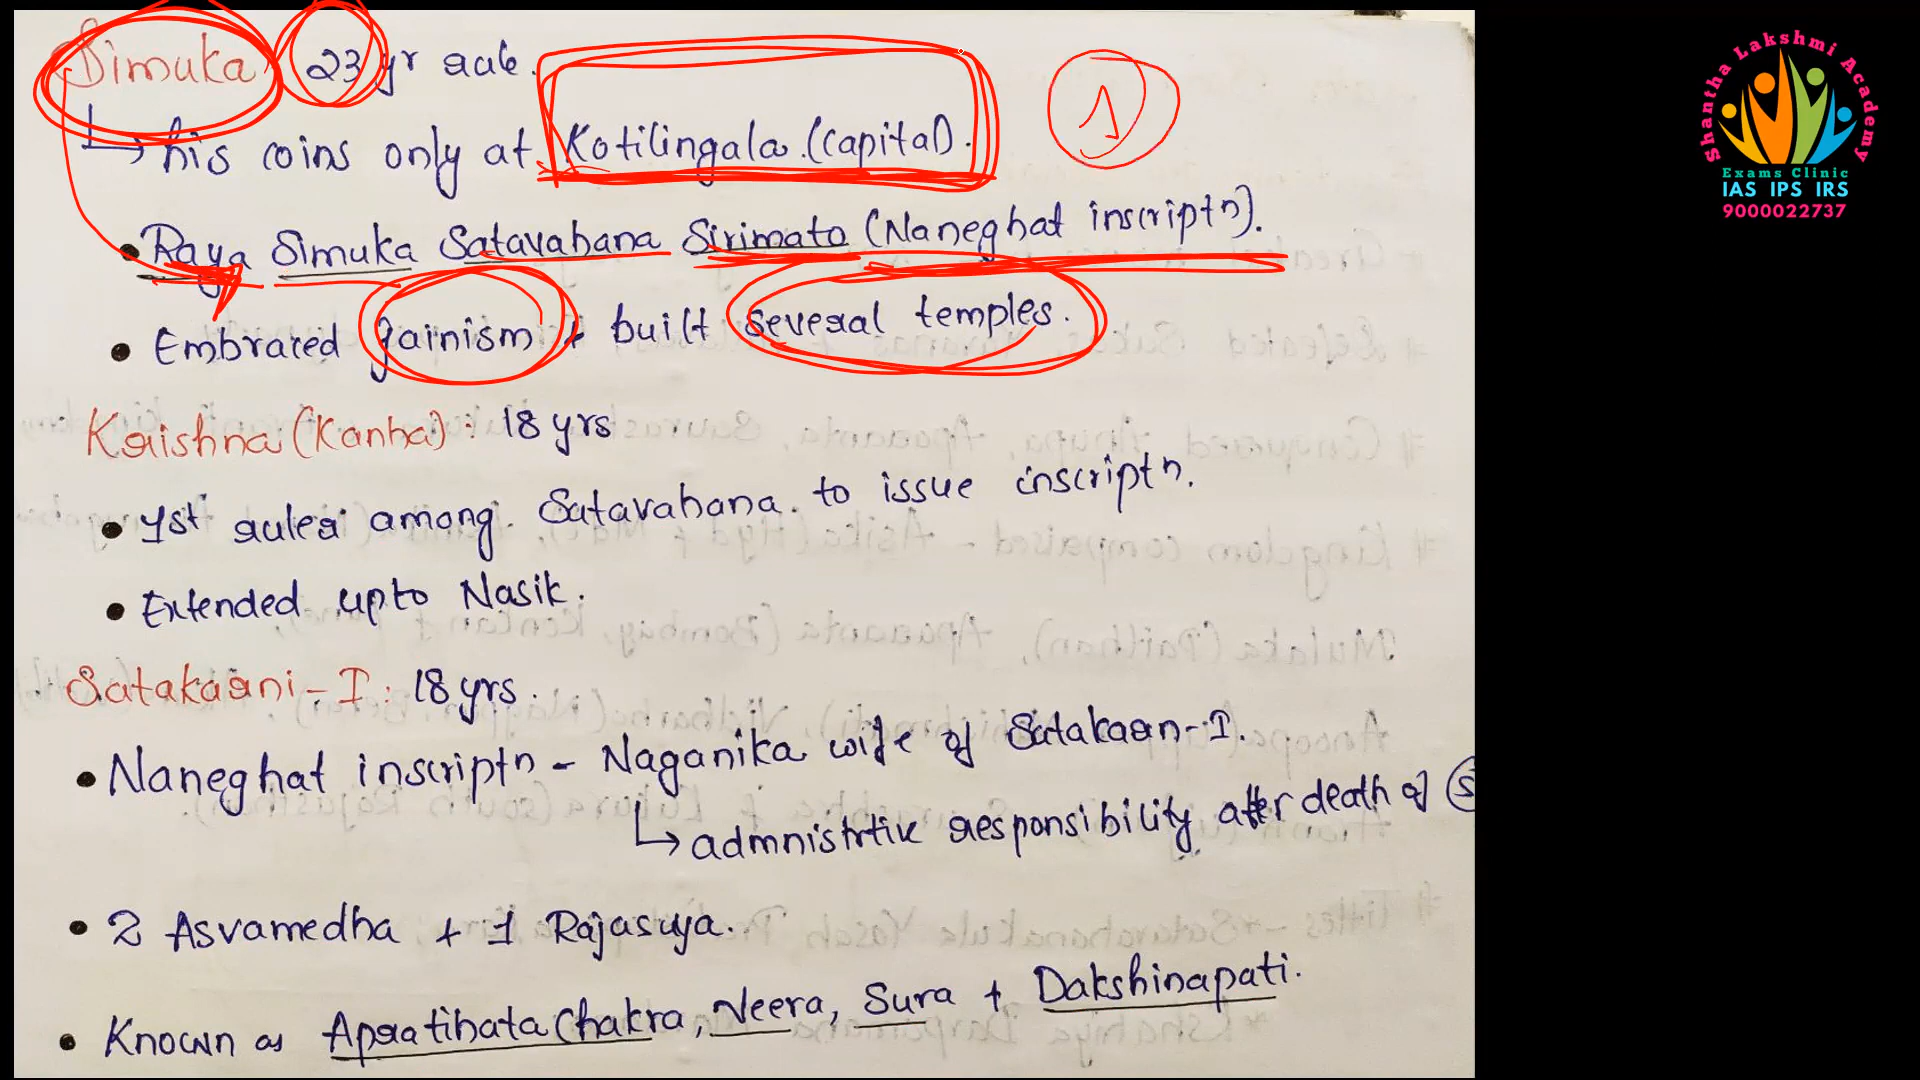 Simuka 23 yr rule.
↳ his coins only at Kotilingala.(capital).
1
• Raya Simuka Satavahana Sirimato (Naneghat inscriptn).
• Embraced Jainism + built several temples.
Krishna (Kanha): 18 yrs
• 1st ruler among Satavahana to issue inscriptn.
• Extended upto Nasik.
Satakarni - I: 18 yrs.
• Naneghat inscriptn - Naganika wife of Satakarn-I.
↳ admnistrtive responsibility after death of S
• 2 Asvamedha + 1 Rajasuya.
• Known as Apratihata Chakra, Veera, Sura + Dakshinapati.
Shantha Lakshmi Academy
Exams Clinic
IAS IPS IRS
9000022737